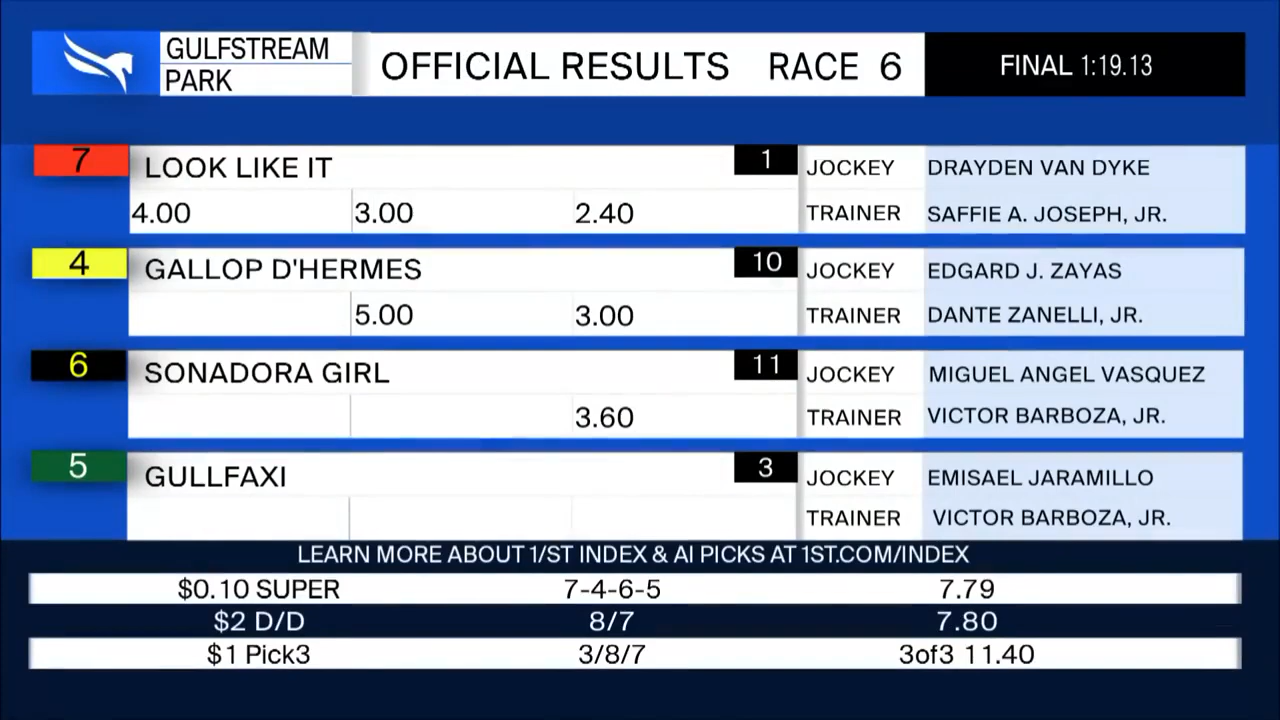 GULFSTREAM PARK OFFICIAL RESULTS RACE 6 FINAL 1:19.13
7 LOOK LIKE IT 1 JOCKEY DRAYDEN VAN DYKE
4.00 3.00 2.40 TRAINER SAFFIE A. JOSEPH, JR.
4 GALLOP D'HERMES 10 JOCKEY EDGARD J. ZAYAS
5.00 3.00 TRAINER DANTE ZANELLI, JR.
6 SONADORA GIRL 11 JOCKEY MIGUEL ANGEL VASQUEZ
3.60 TRAINER VICTOR BARBOZA, JR.
5 GULLFAXI 3 JOCKEY EMISAEL JARAMILLO
TRAINER VICTOR BARBOZA, JR.
LEARN MORE ABOUT 1/ST INDEX & AI PICKS AT 1ST.COM/INDEX
$0.10 SUPER 7-4-6-5 7.79
$2 D/D 8/7 7.80
$1 Pick3 3/8/7 3of3 11.40